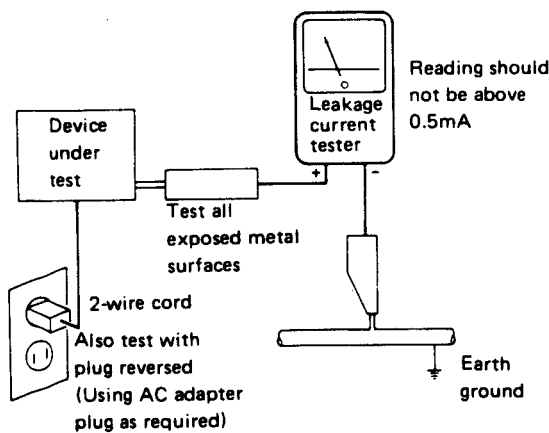 Device
under
test
Leakage
current
tester
+
-
Reading should
not be above
0.5mA
Test all
exposed metal
surfaces
2-wire cord
Also test with
plug reversed
(Using AC adapter
plug as required)
Earth
ground